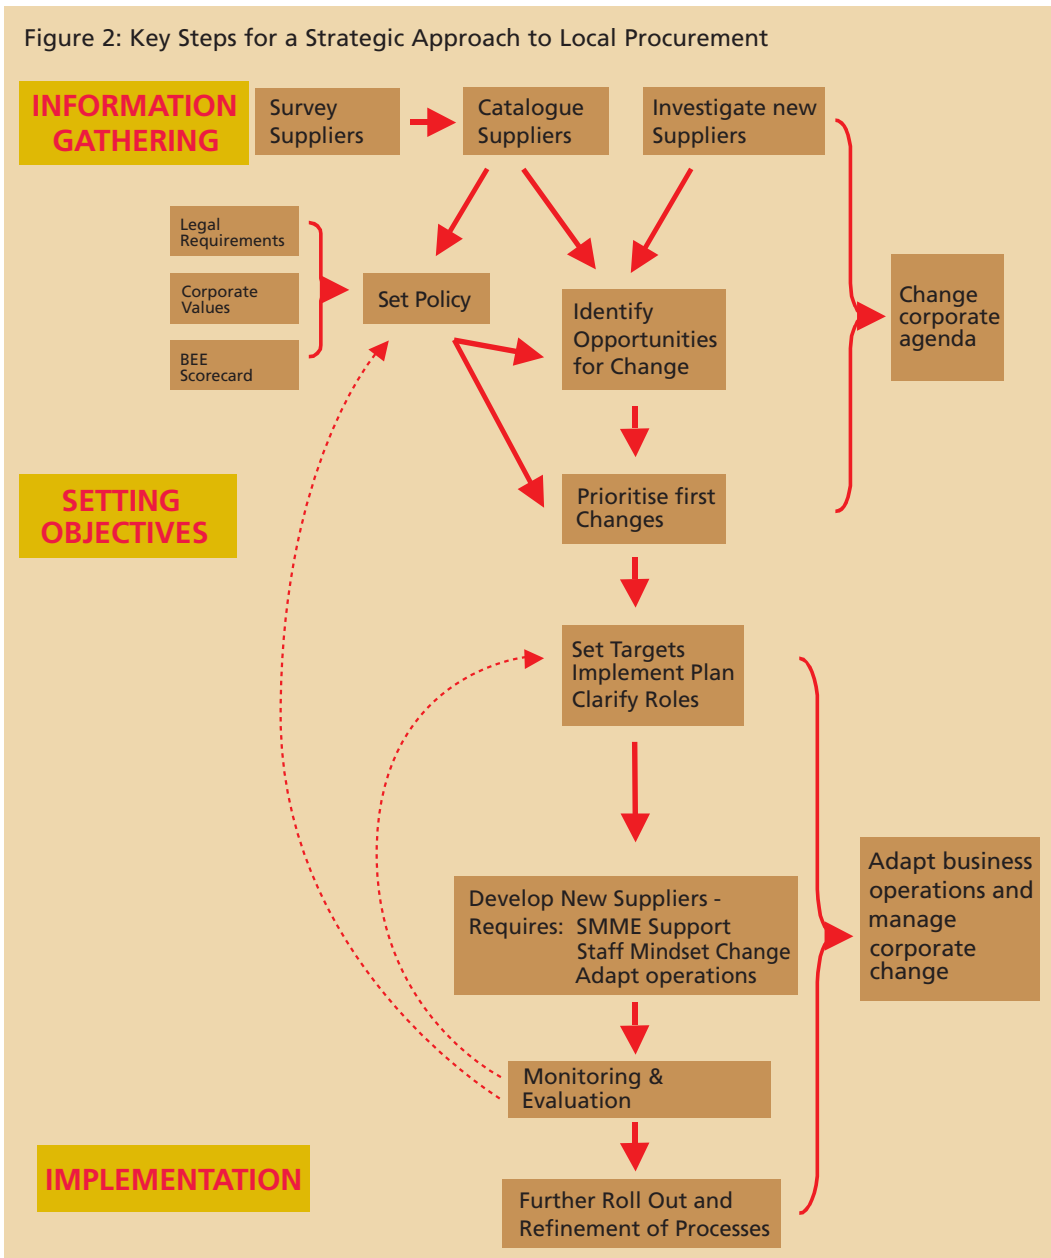 Figure 2: Key Steps for a Strategic Approach to Local Procurement
INFORMATION
GATHERING
Survey
Suppliers
Catalogue
Suppliers
Investigate new
Suppliers
Legal
Requirements
Corporate
Values
BEE
Scorecard
Set Policy
Identify
Opportunities
for Change
Change
corporate
agenda
SETTING
OBJECTIVES
Prioritise first
Changes
Set Targets
Implement Plan
Clarify Roles
Develop New Suppliers -
Requires: SMME Support
Staff Mindset Change
Adapt operations
Adapt business
operations and
manage
corporate
change
Monitoring &
Evaluation
IMPLEMENTATION
Further Roll Out and
Refinement of Processes